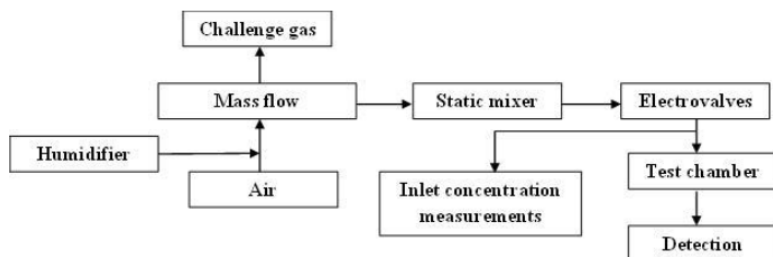 Challenge gas
Mass flow
Static mixer
Electrovalves
Humidifier
Air
Inlet concentration
measurements
Test chamber
Detection